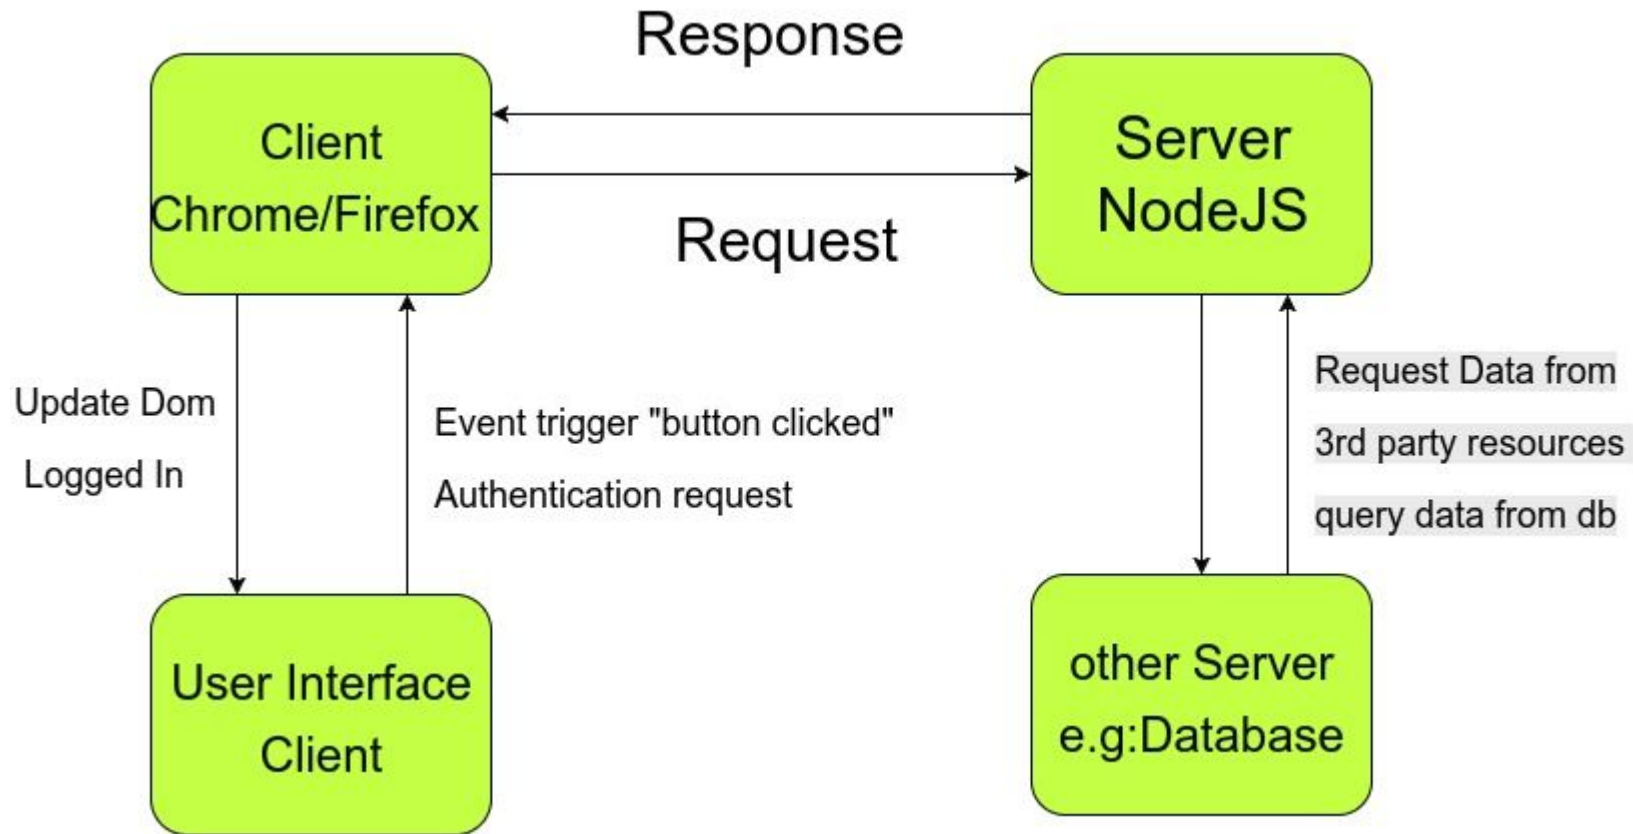 Response
Client
Chrome/Firefox
Server
NodeJS
Request
Update Dom
Logged In
Event trigger "button clicked"
Authentication request
Request Data from
3rd party resources
query data from db
User Interface
Client
other Server
e.g:Database